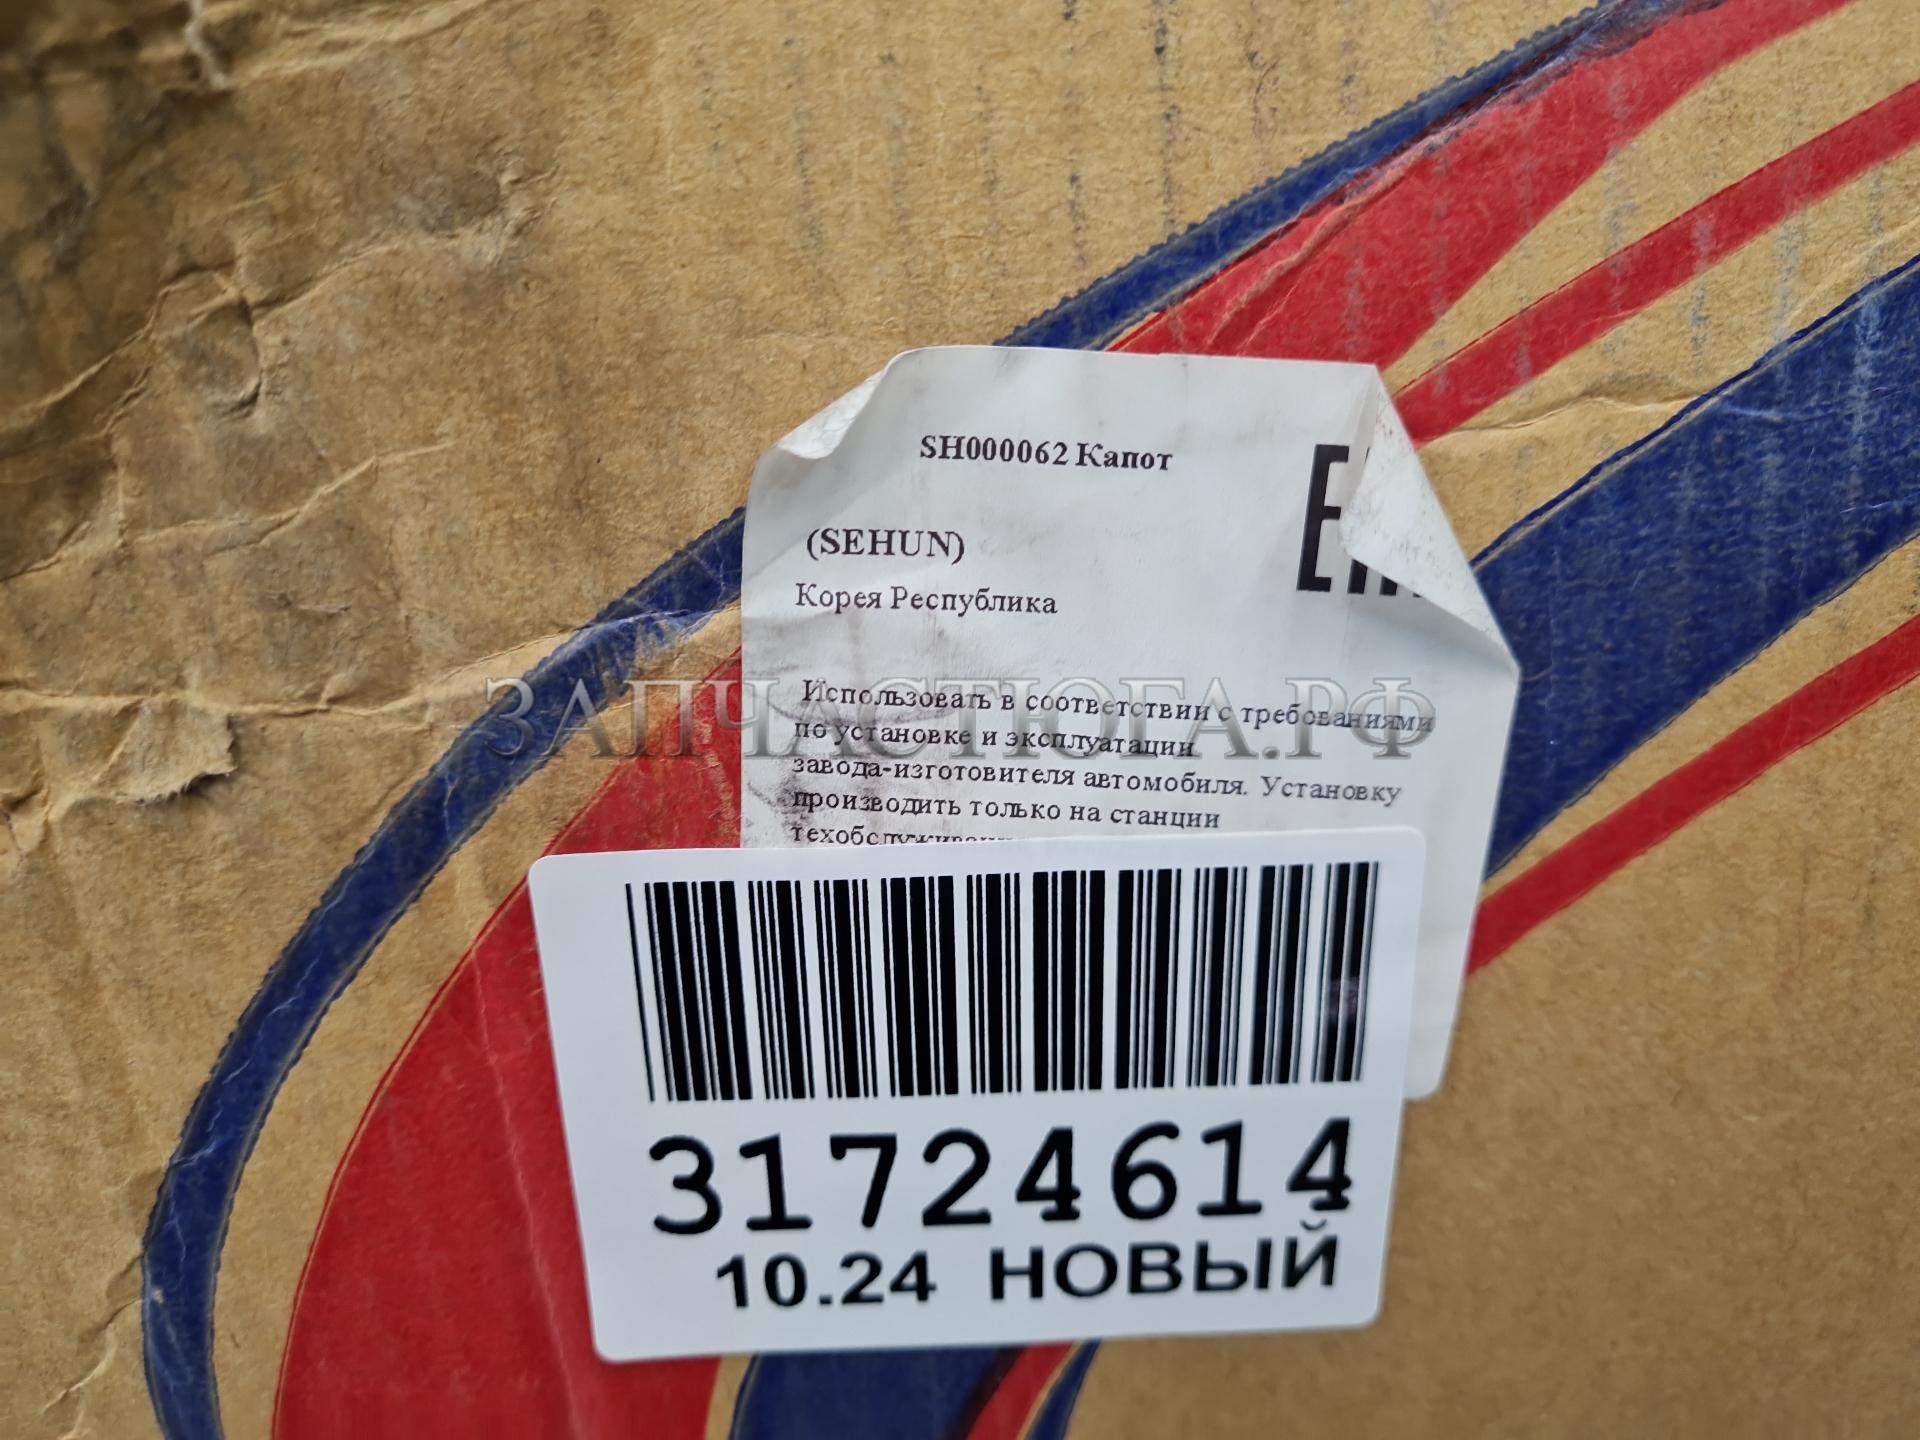 SH000062 Капот
(SEHUN)
Корея Республика
ЗАПЧАСТЮГА.РФ
Использовать в соответствии с требованиями
по установке и эксплуатации
завода-изготовителя автомобиля. Установку
производить только на станции
31724614
10.24 НОВЫЙ